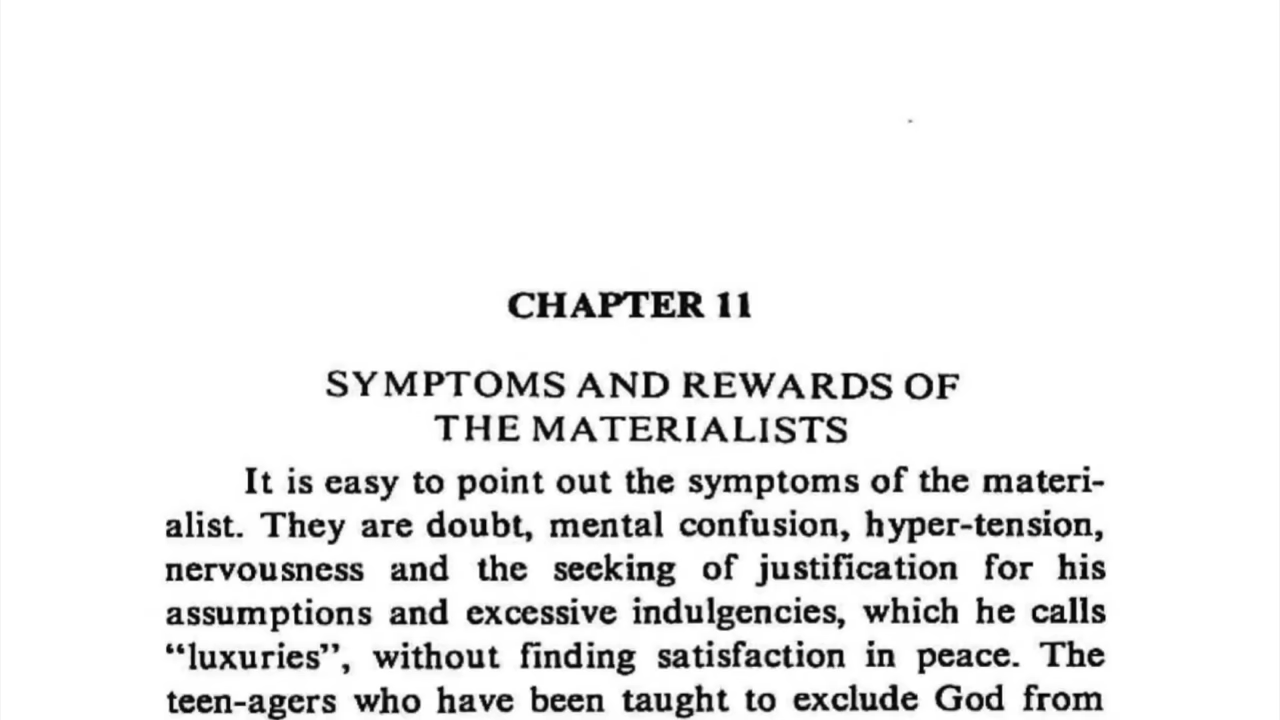 CHAPTER 11
SYMPTOMS AND REWARDS OF
THE MATERIALISTS
It is easy to point out the symptoms of the materi-
alist. They are doubt, mental confusion, hyper-tension,
nervousness and the seeking of justification for his
assumptions and excessive indulgencies, which he calls
“luxuries”, without finding satisfaction in peace. The
teen-agers who have been taught to exclude God from